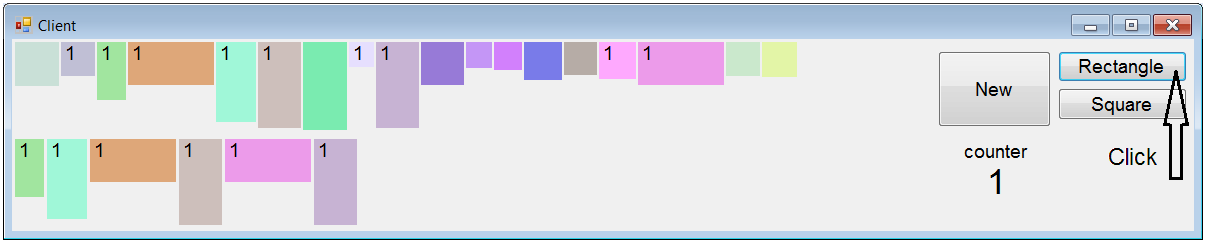 Client
1 1 1 1 1 1 1 1 1
New
Rectangle
Square
1 1 1 1 1 1
counter
1
Click